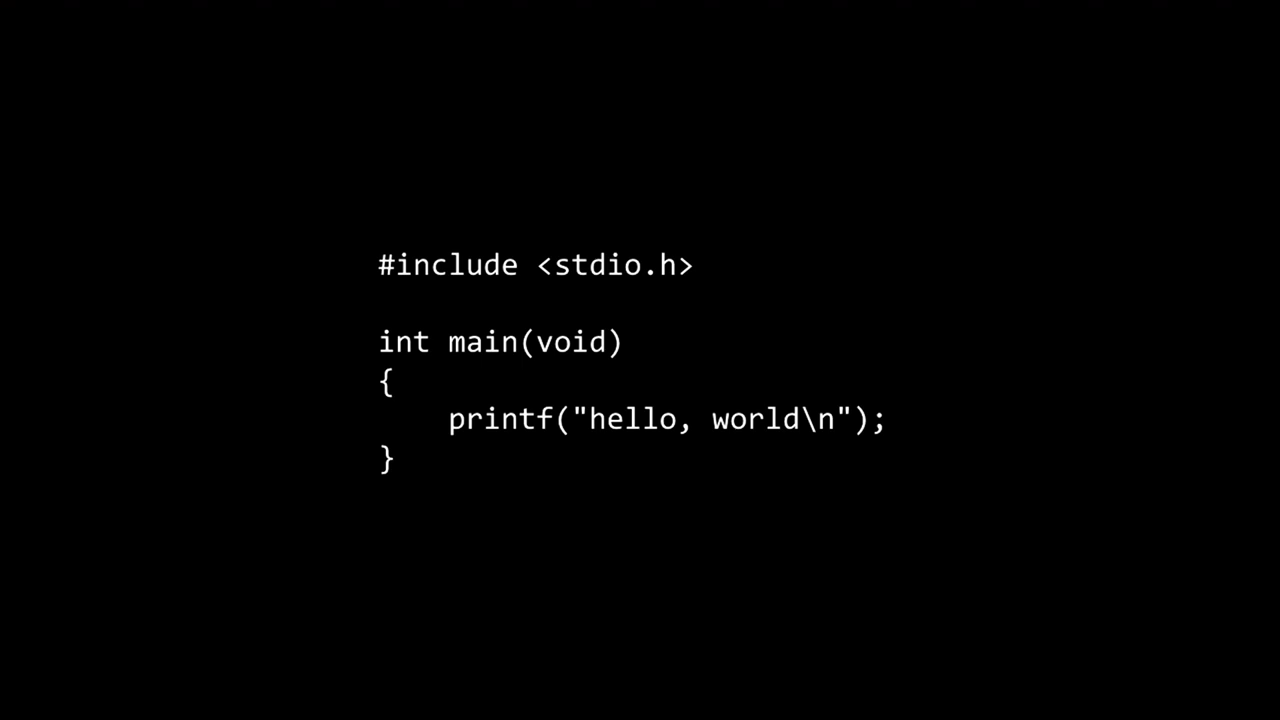 #include <stdio.h>

int main(void)
{
    printf("hello, world\n");
}